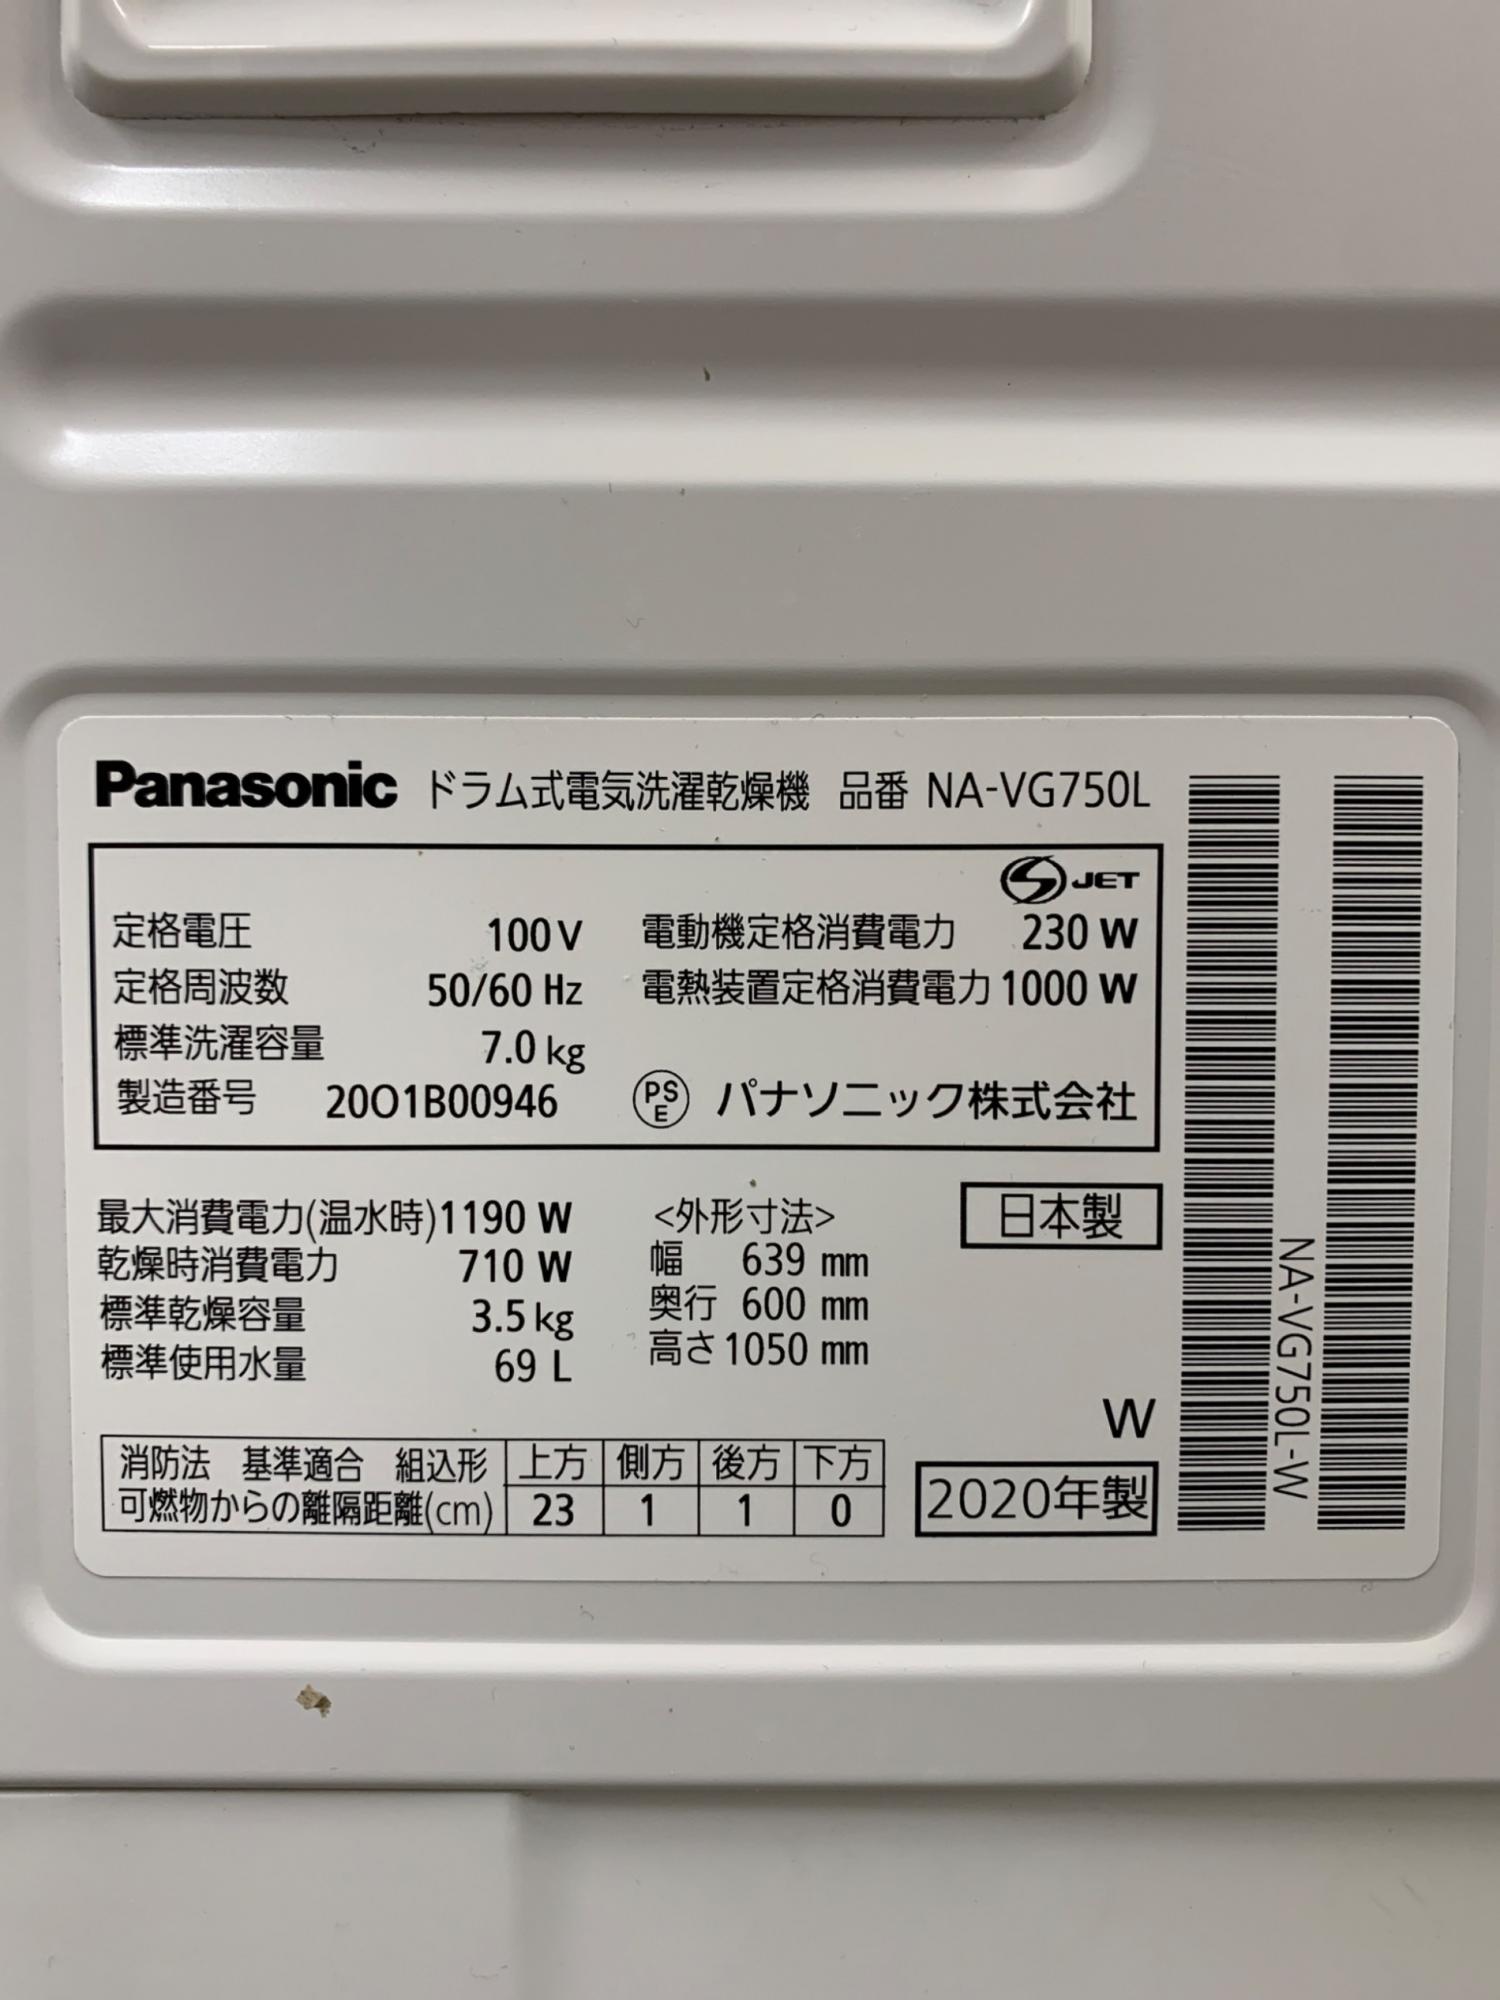 Panasonic ドラム式電気洗濯乾燥機 品番 NA-VG750L
S JET
定格電圧 100V 電動機定格消費電力 230 W
定格周波数 50/60 Hz 電熱装置定格消費電力 1000 W
標準洗濯容量 7.0 kg
製造番号 20O1B00946 PSE パナソニック株式会社
最大消費電力(温水時)1190 W
乾燥時消費電力 710 W
標準乾燥容量 3.5 kg
標準使用水量 69 L
<外形寸法>
幅 639 mm
奥行 600 mm
高さ 1050 mm
日本製
W
消防法 基準適合 組込形 上方 側方 後方 下方
可燃物からの離隔距離(cm) 23 1 1 0
2020年製
NA-VG750L-W